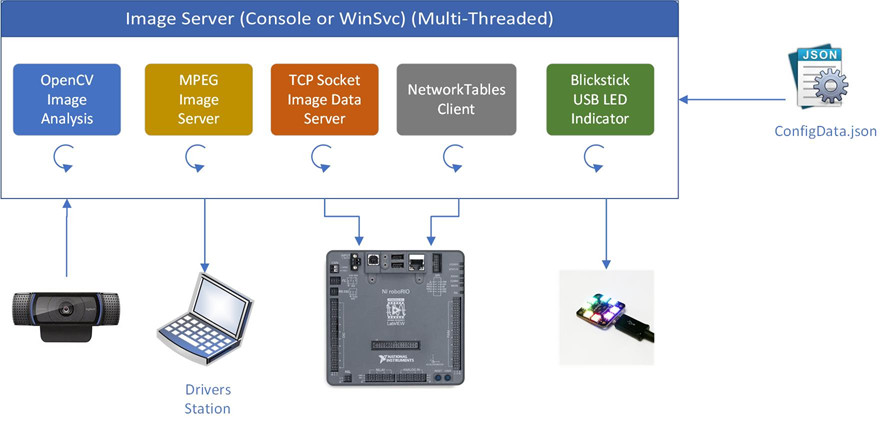 Image Server (Console or WinSvc) (Multi-Threaded)
OpenCV
Image
Analysis
MPEG
Image
Server
TCP Socket
Image Data
Server
NetworkTables
Client
Blickstick
USB LED
Indicator
JSON
ConfigData.json
NI roboRIO
LabVIEW
NATIONAL
INSTRUMENTS
Drivers
Station